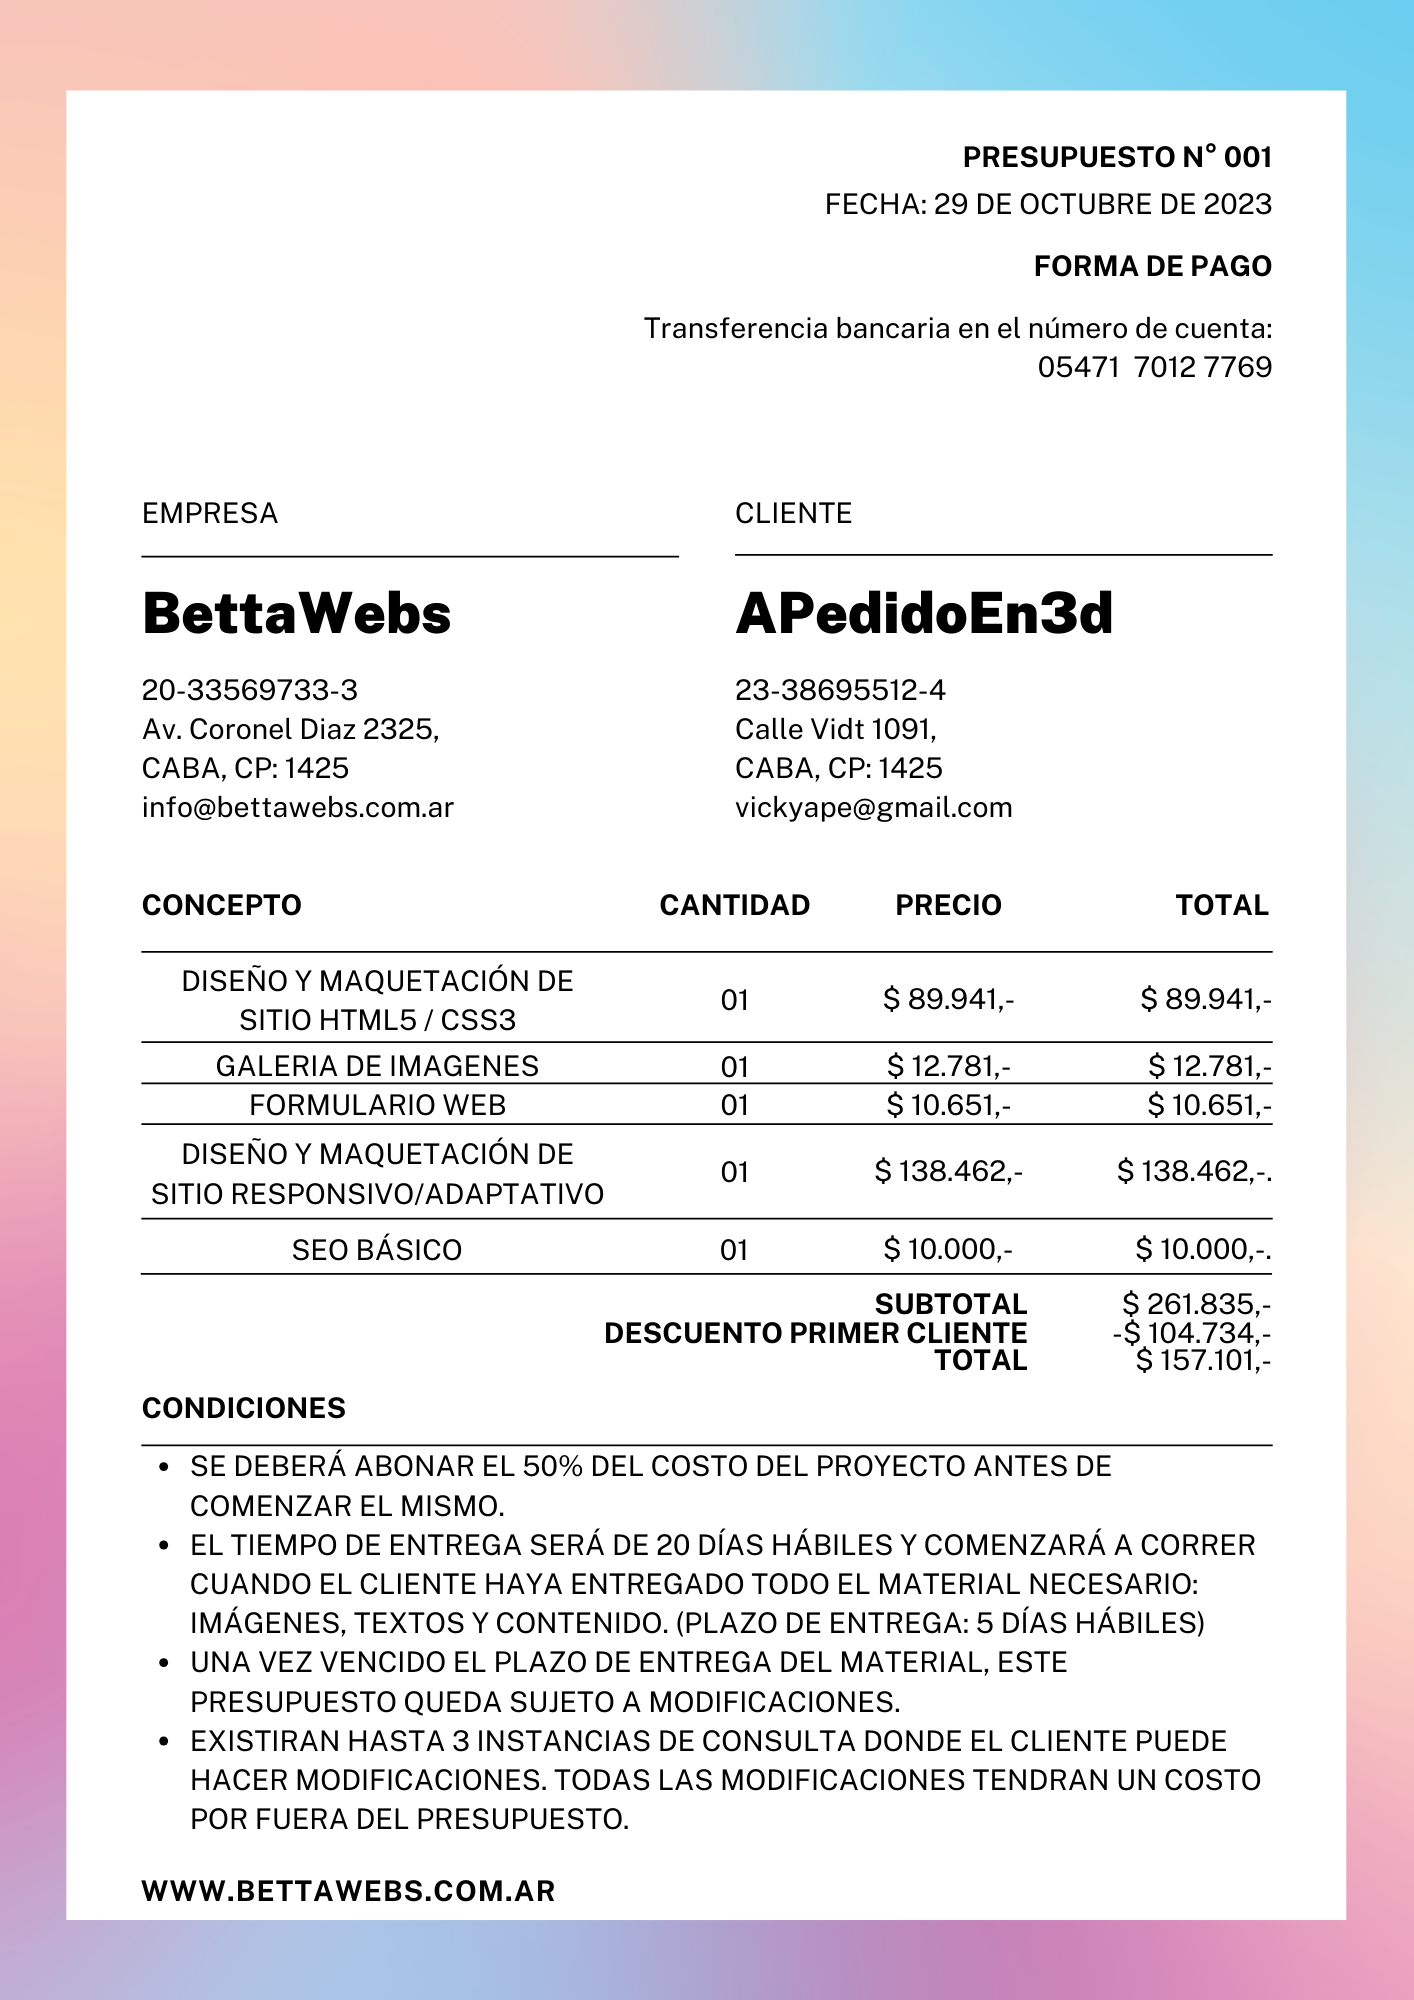 PRESUPUESTO N° 001
FECHA: 29 DE OCTUBRE DE 2023
FORMA DE PAGO
Transferencia bancaria en el número de cuenta:
05471 7012 7769
EMPRESA
BettaWebs
20-33569733-3
Av. Coronel Diaz 2325,
CABA, CP: 1425
info@bettawebs.com.ar
CLIENTE
APedidoEn3d
23-38695512-4
Calle Vidt 1091,
CABA, CP: 1425
vickyape@gmail.com
CONCEPTO CANTIDAD PRECIO TOTAL
DISEÑO Y MAQUETACIÓN DE
SITIO HTML5 / CSS3 01 $ 89.941,- $ 89.941,-
GALERIA DE IMAGENES 01 $ 12.781,- $ 12.781,-
FORMULARIO WEB 01 $ 10.651,- $ 10.651,-
DISEÑO Y MAQUETACIÓN DE
SITIO RESPONSIVO/ADAPTATIVO 01 $ 138.462,- $ 138.462,-.
SEO BÁSICO 01 $ 10.000,- $ 10.000,-.
SUBTOTAL $ 261.835,-
DESCUENTO PRIMER CLIENTE -$ 104.734,-
TOTAL $ 157.101,-
CONDICIONES
• SE DEBERÁ ABONAR EL 50% DEL COSTO DEL PROYECTO ANTES DE
COMENZAR EL MISMO.
• EL TIEMPO DE ENTREGA SERÁ DE 20 DÍAS HÁBILES Y COMENZARÁ A CORRER
CUANDO EL CLIENTE HAYA ENTREGADO TODO EL MATERIAL NECESARIO:
IMÁGENES, TEXTOS Y CONTENIDO. (PLAZO DE ENTREGA: 5 DÍAS HÁBILES)
• UNA VEZ VENCIDO EL PLAZO DE ENTREGA DEL MATERIAL, ESTE
PRESUPUESTO QUEDA SUJETO A MODIFICACIONES.
• EXISTIRAN HASTA 3 INSTANCIAS DE CONSULTA DONDE EL CLIENTE PUEDE
HACER MODIFICACIONES. TODAS LAS MODIFICACIONES TENDRAN UN COSTO
POR FUERA DEL PRESUPUESTO.
WWW.BETTAWEBS.COM.AR